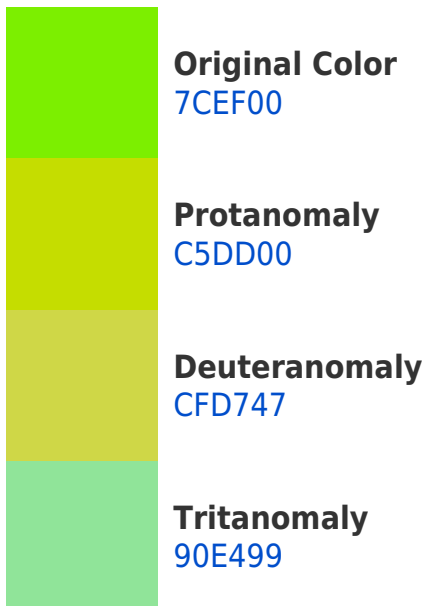 Original Color
7CEF00
Protanomaly
C5DD00
Deuteranomaly
CFD747
Tritanomaly
90E499